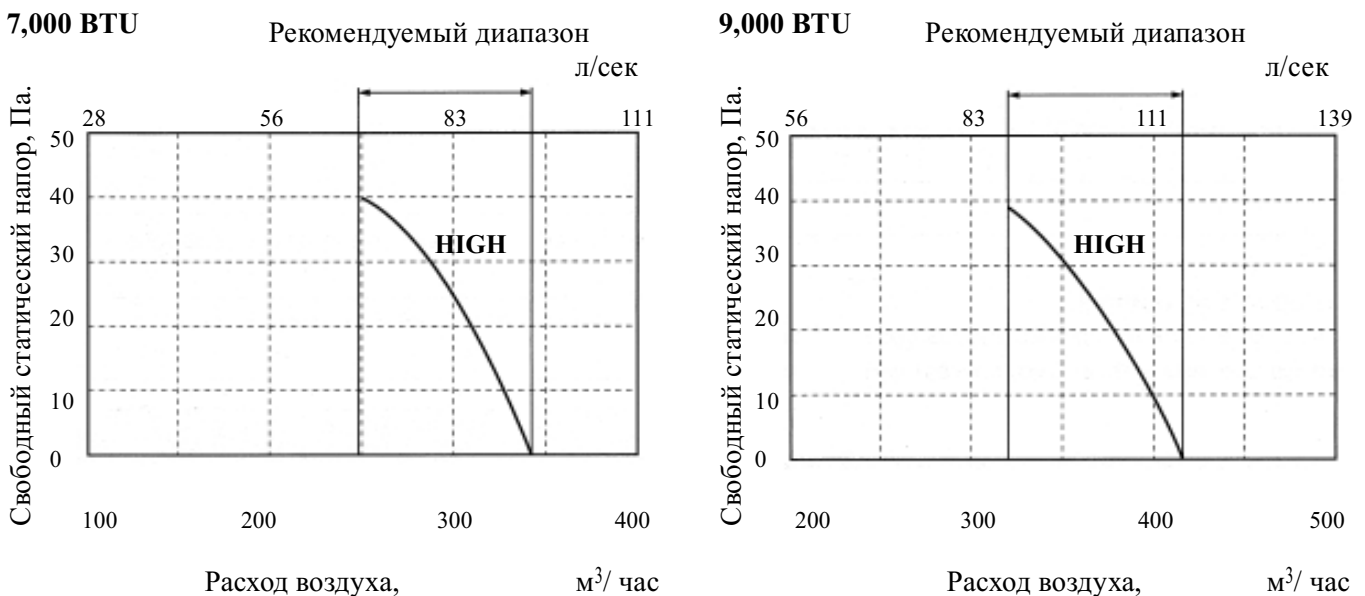 7,000 BTU
Рекомендуемый диапазон
л/сек
28 56 83 111
Свободный статический напор, Па.
50
40
30
20
10
0
HIGH
100 200 300 400
Расход воздуха, м³/ час
9,000 BTU
Рекомендуемый диапазон
л/сек
56 83 111 139
Свободный статический напор, Па.
50
40
30
20
10
0
HIGH
200 300 400 500
Расход воздуха, м³/ час